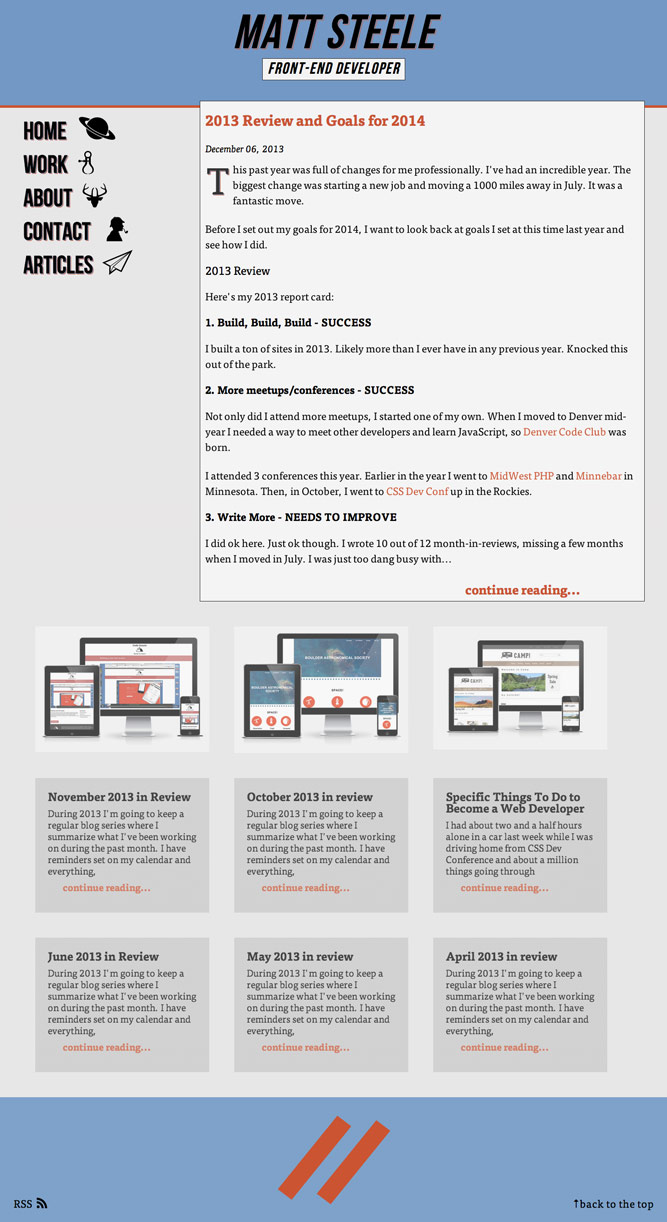 MATT STEELE
FRONT-END DEVELOPER
HOME
WORK
ABOUT
CONTACT
ARTICLES
2013 Review and Goals for 2014
December 06, 2013
This past year was full of changes for me professionally. I've had an incredible year. The
biggest change was starting a new job and moving a 1000 miles away in July. It was a
fantastic move.
Before I set out my goals for 2014, I want to look back at goals I set at this time last year and
see how I did.
2013 Review
Here's my 2013 report card:
1. Build, Build, Build - SUCCESS
I built a ton of sites in 2013. Likely more than I ever have in any previous year. Knocked this
out of the park.
2. More meetups/conferences - SUCCESS
Not only did I attend more meetups, I started one of my own. When I moved to Denver mid-
year I needed a way to meet other developers and learn JavaScript, so Denver Code Club was
born.
I attended 3 conferences this year. Earlier in the year I went to MidWest PHP and Minnebar in
Minnesota. Then, in October, I went to CSS Dev Conf up in the Rockies.
3. Write More - NEEDS TO IMPROVE
I did ok here. Just ok though. I wrote 10 out of 12 month-in-reviews, missing a few months
when I moved in July. I was just too dang busy with...
continue reading...
BOULDER ASTRONOMICAL SOCIETY
SPACE!
CAMP!
November 2013 in Review
During 2013 I'm going to keep a
regular blog series where I
summarize what I've been working
on during the past month. I have
reminders set on my calendar and
everything,
continue reading...
October 2013 in review
During 2013 I'm going to keep a
regular blog series where I
summarize what I've been working
on during the past month. I have
reminders set on my calendar and
everything,
continue reading...
Specific Things To Do to
Become a Web Developer
I had about two and a half hours
alone in a car last week while I was
driving home from CSS Dev
Conference and about a million
things going through
continue reading...
June 2013 in Review
During 2013 I'm going to keep a
regular blog series where I
summarize what I've been working
on during the past month. I have
reminders set on my calendar and
everything,
continue reading...
May 2013 in review
During 2013 I'm going to keep a
regular blog series where I
summarize what I've been working
on during the past month. I have
reminders set on my calendar and
everything,
continue reading...
April 2013 in review
During 2013 I'm going to keep a
regular blog series where I
summarize what I've been working
on during the past month. I have
reminders set on my calendar and
everything,
continue reading...
RSS
↑back to the top